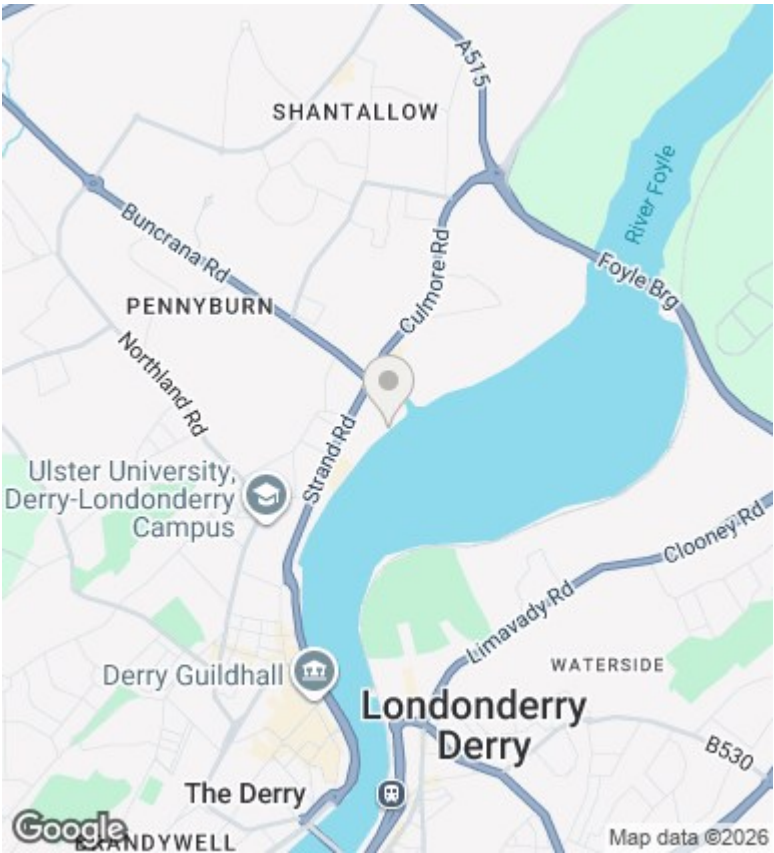 A515
SHANTALLOW
River Foyle
Buncrana Rd
Culmore Rd
Foyle Brg
PENNYBURN
Northland Rd
Strand Rd
Ulster University,
Derry-Londonderry
Campus
Clooney Rd
Limavady Rd
WATERSIDE
Derry Guildhall
Londonderry
Derry
B530
The Derry
Google
BRANDYWELL
Map data ©2026